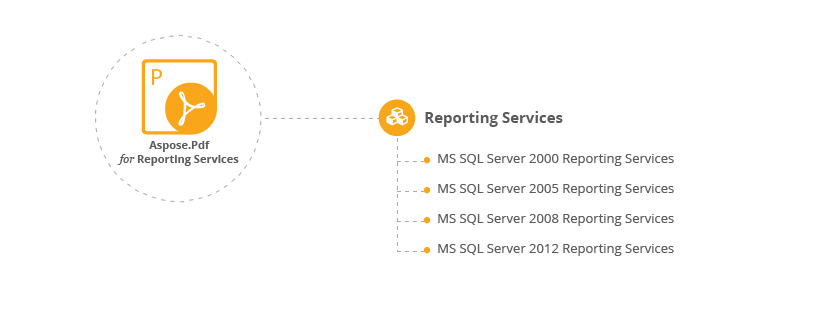 P
Aspose.Pdf
for Reporting Services
Reporting Services
MS SQL Server 2000 Reporting Services
MS SQL Server 2005 Reporting Services
MS SQL Server 2008 Reporting Services
MS SQL Server 2012 Reporting Services